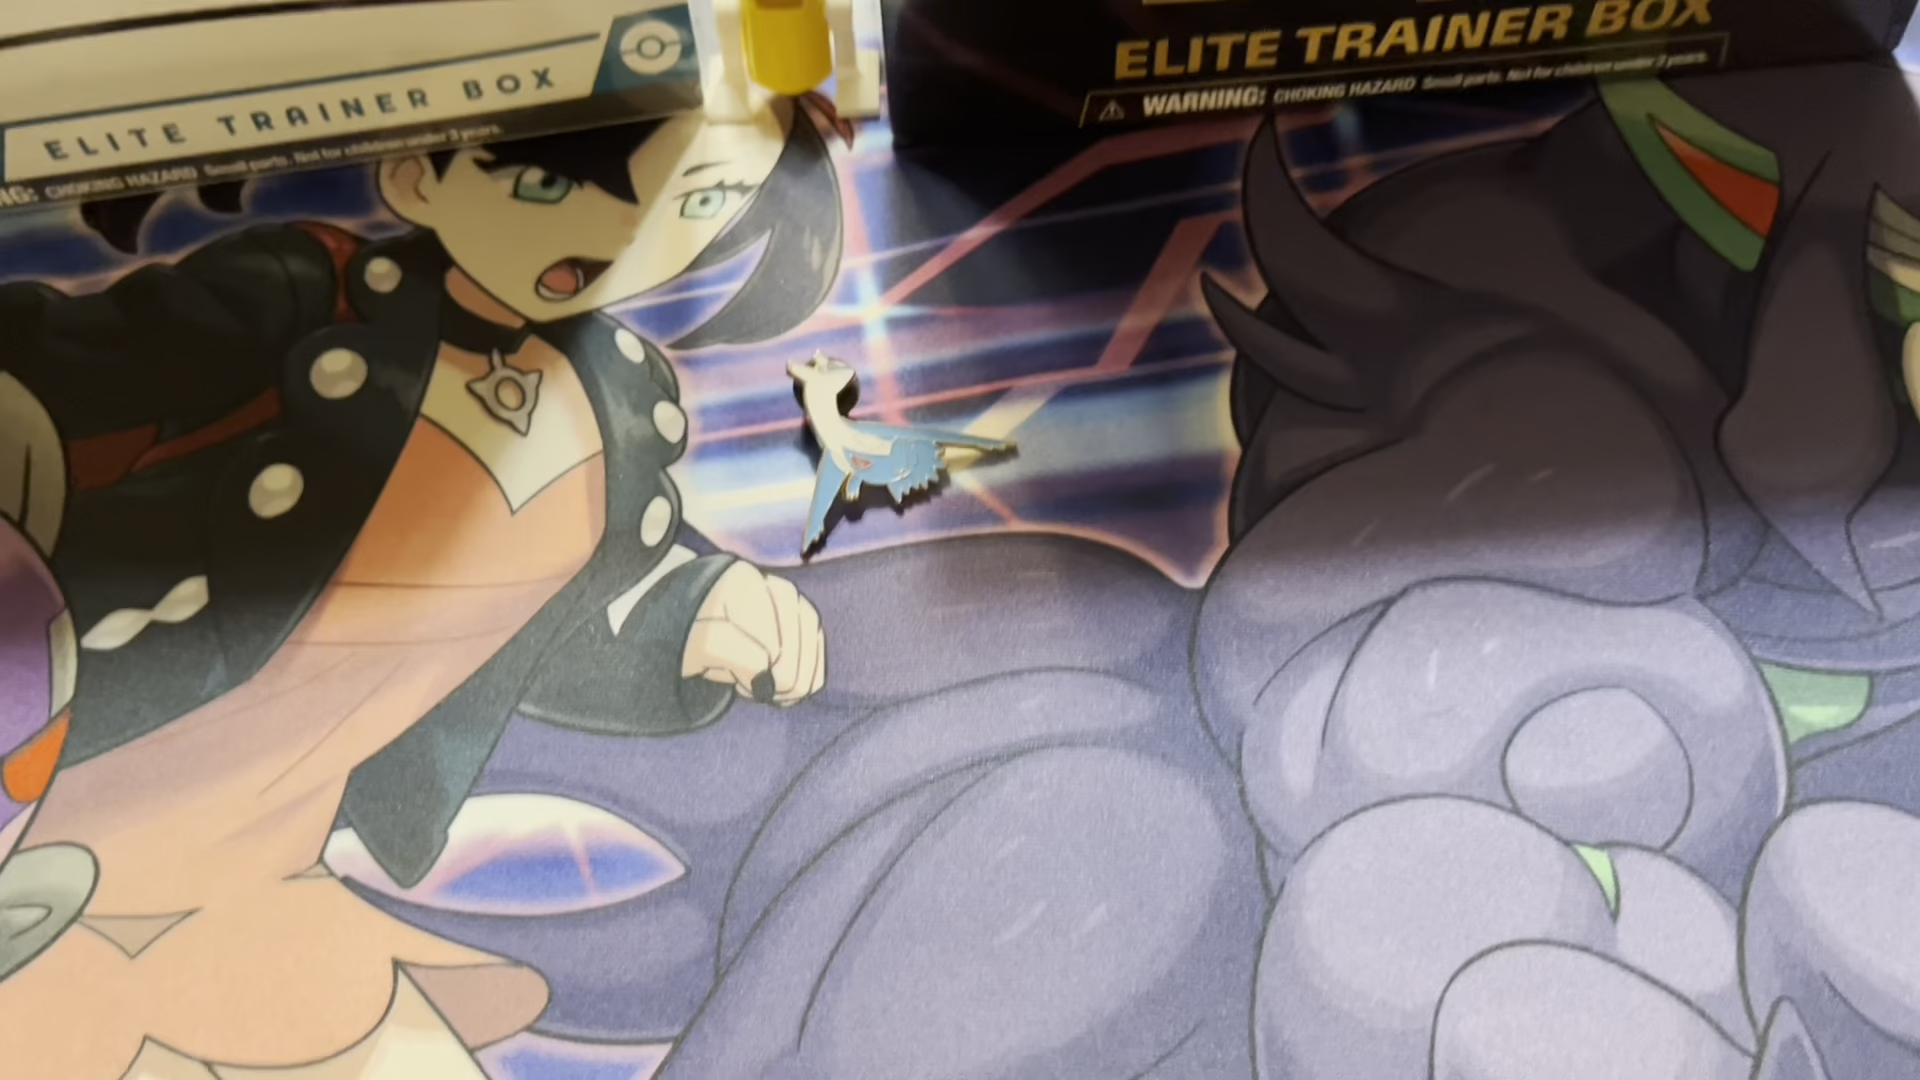 ELITE TRAINER BOX
NG: CHOKING HAZARD Small parts. Not for children under 3 years.
ELITE TRAINER BOX
WARNING: CHOKING HAZARD Small parts. Not for children under 3 years.